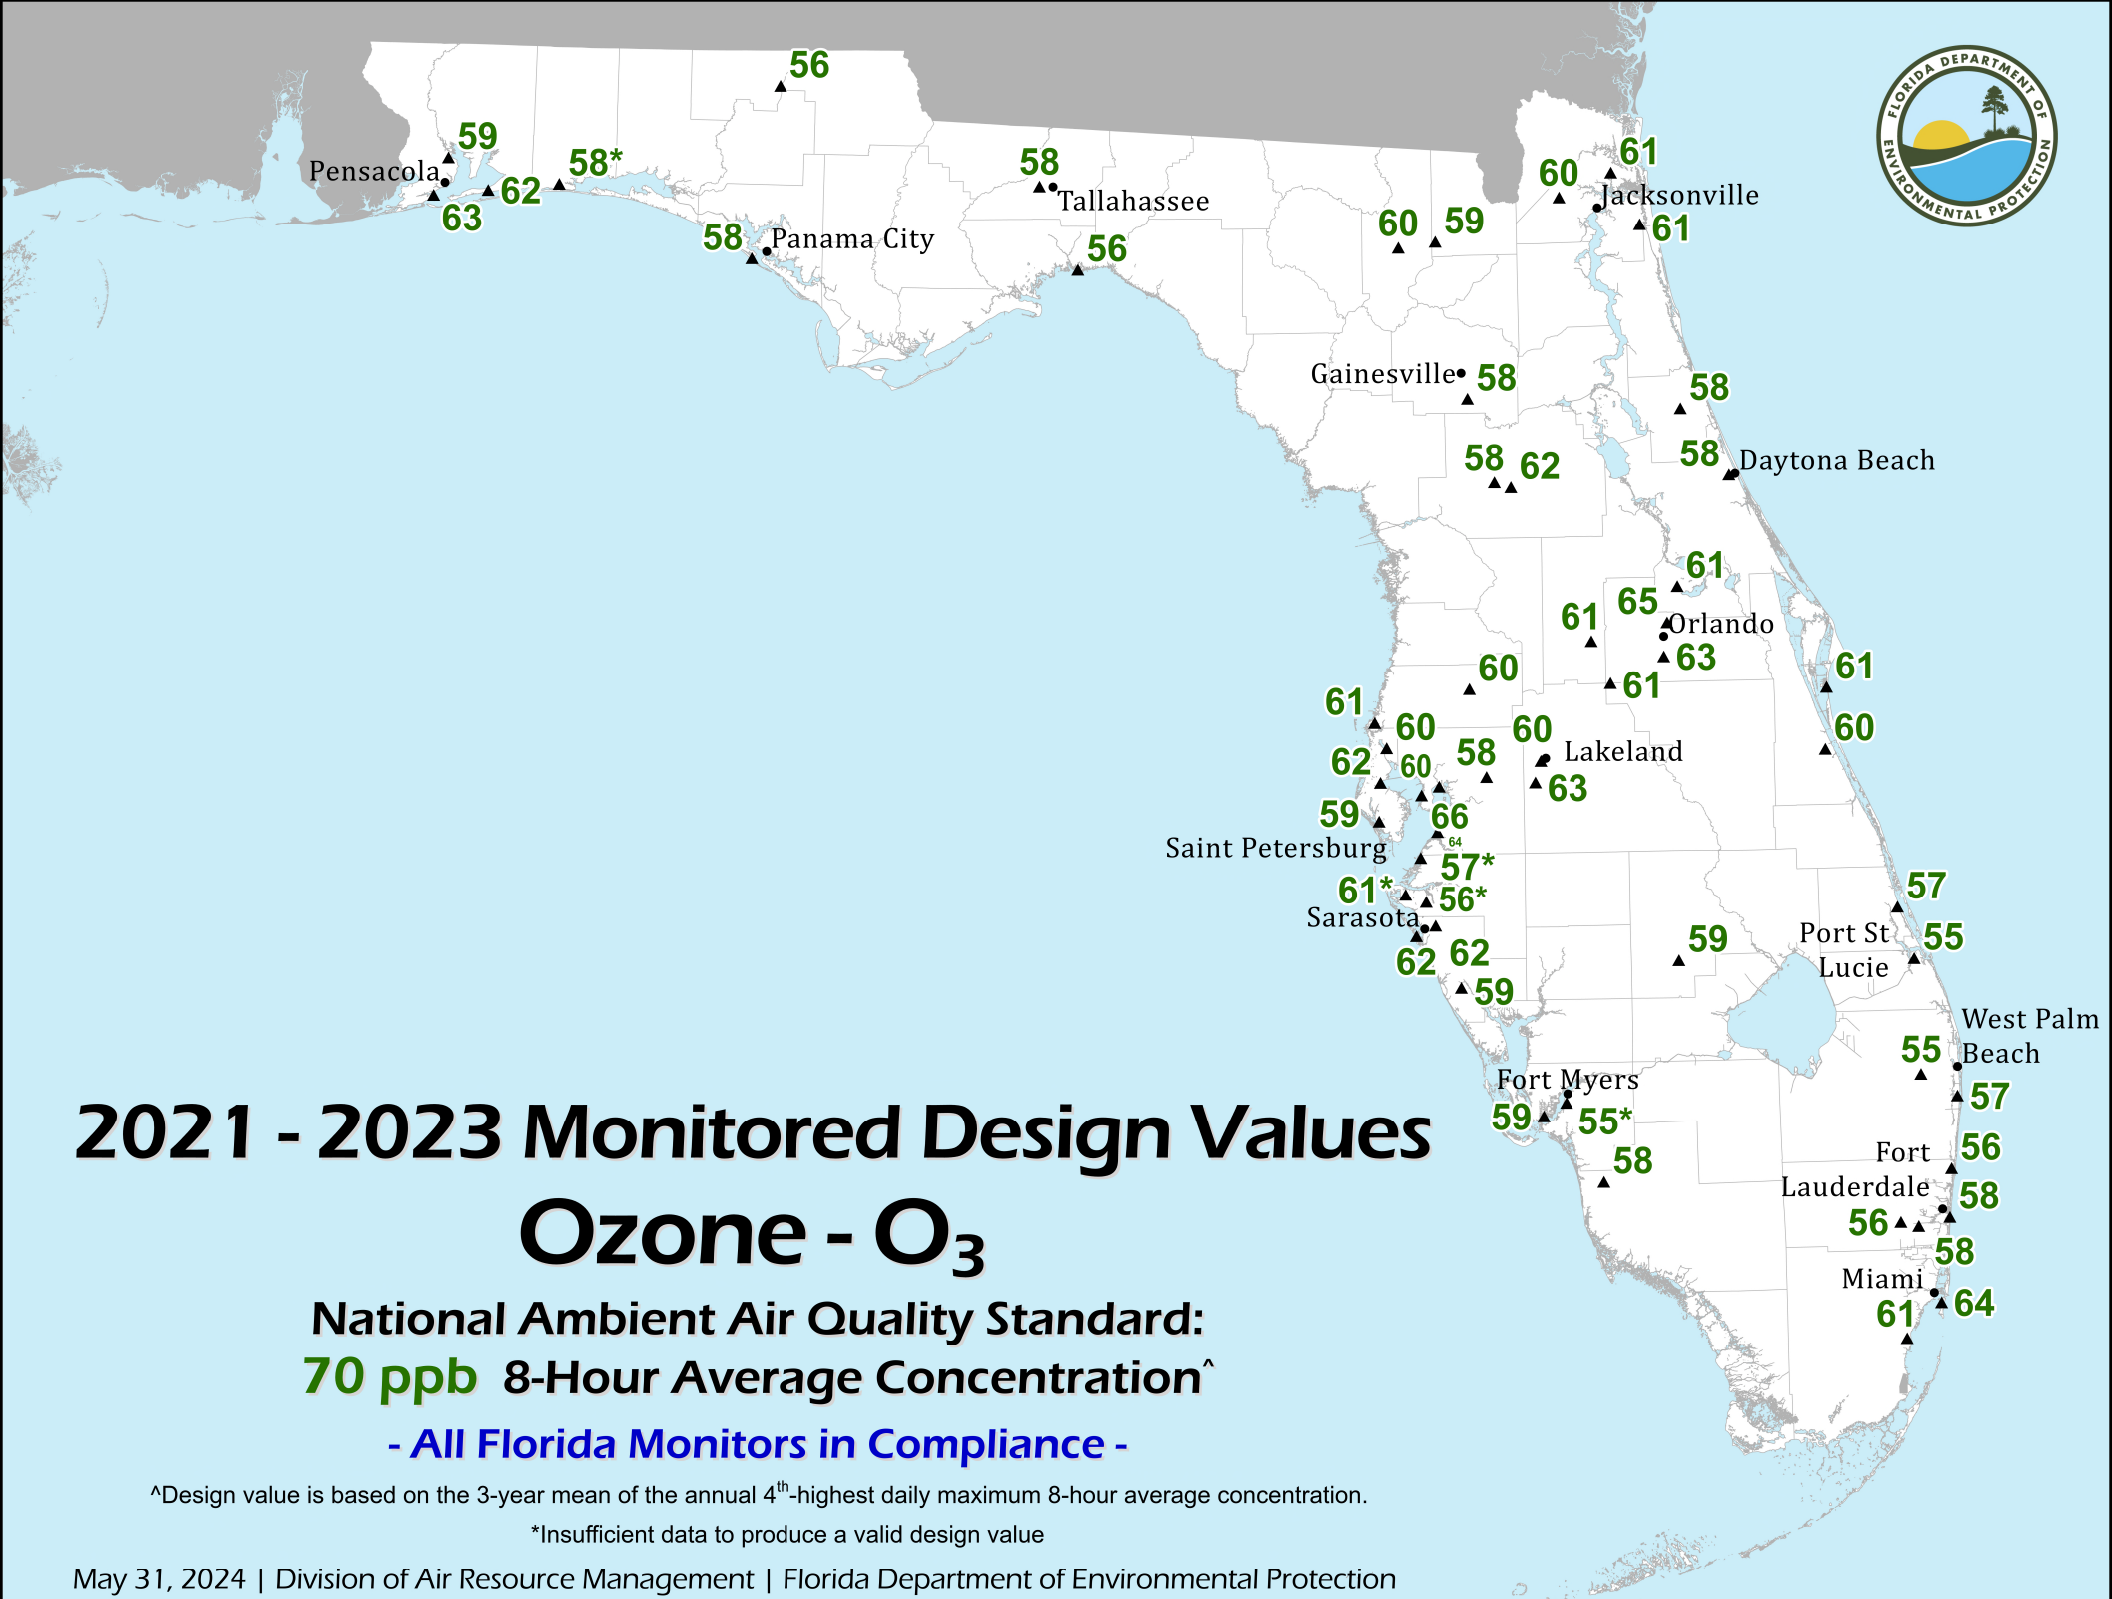 56
59
58*
Pensacola
62
63
58
Tallahassee
58
Panama City
56
61
60
Jacksonville
61
60
59
FLORIDA DEPARTMENT OF
ENVIRONMENTAL PROTECTION
Gainesville
58
58
58
Daytona Beach
58
62
61
65
61
Orlando
63
61
60
61
60
61
60
60
Lakeland
62
60
58
63
59
66
64
Saint Petersburg
57*
61*
56*
Sarasota
62
62
59
59
57
Port St
Lucie
55
West Palm
Beach
55
57
Fort Myers
59
55*
58
56
Fort
Lauderdale
58
56
58
Miami
64
61
2021 - 2023 Monitored Design Values
Ozone - O₃
National Ambient Air Quality Standard:
70 ppb 8-Hour Average Concentration^
- All Florida Monitors in Compliance -
^Design value is based on the 3-year mean of the annual 4th-highest daily maximum 8-hour average concentration.
*Insufficient data to produce a valid design value
May 31, 2024 | Division of Air Resource Management | Florida Department of Environmental Protection